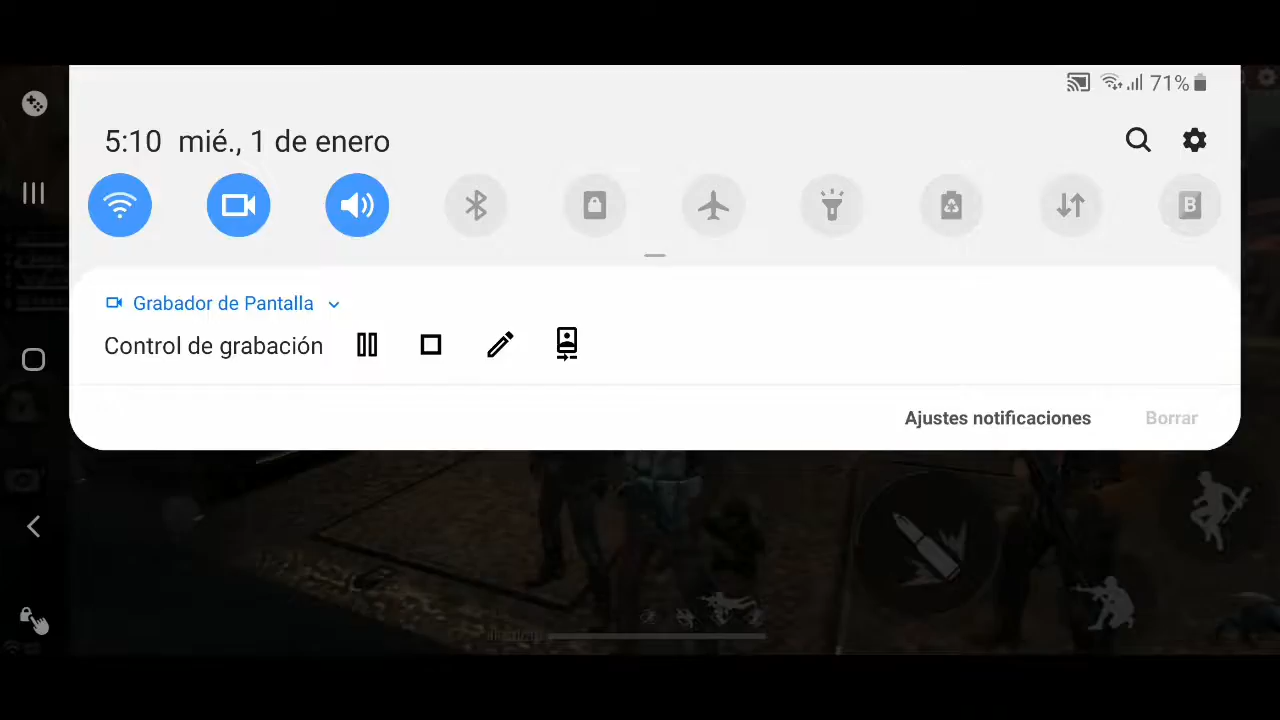 71%
5:10 mié., 1 de enero
B
Grabador de Pantalla
Control de grabación
Ajustes notificaciones
Borrar